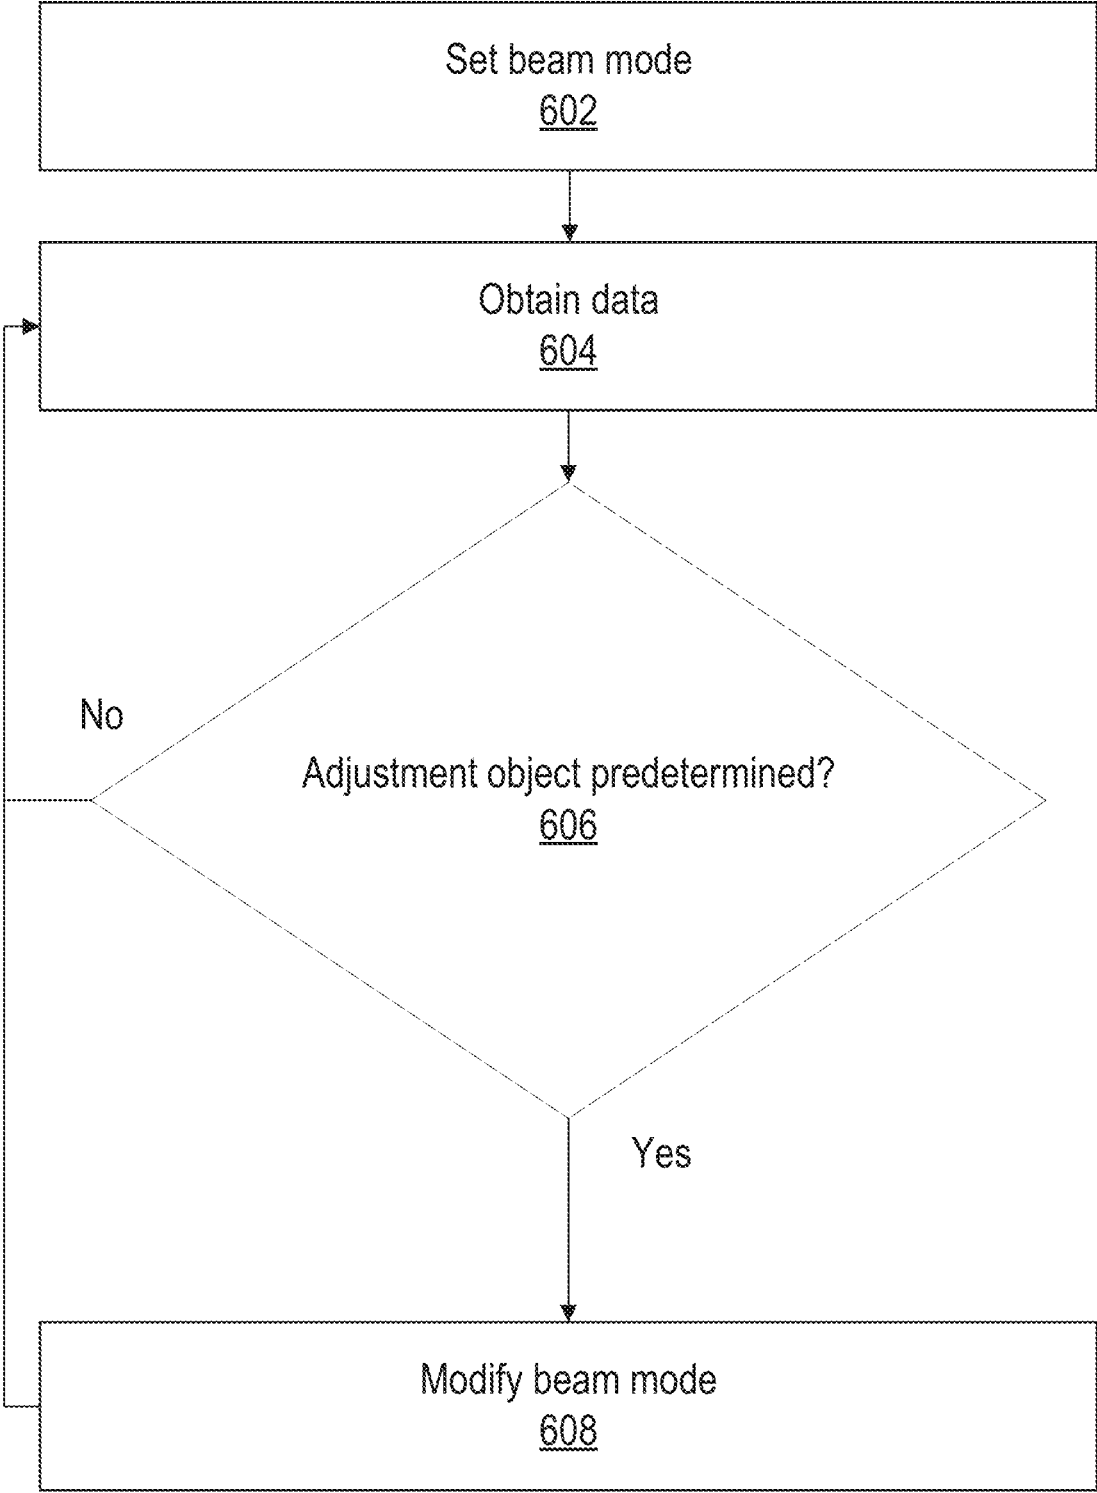 Set beam mode
602
Obtain data
604
No
Adjustment object predetermined?
606
Yes
Modify beam mode
608